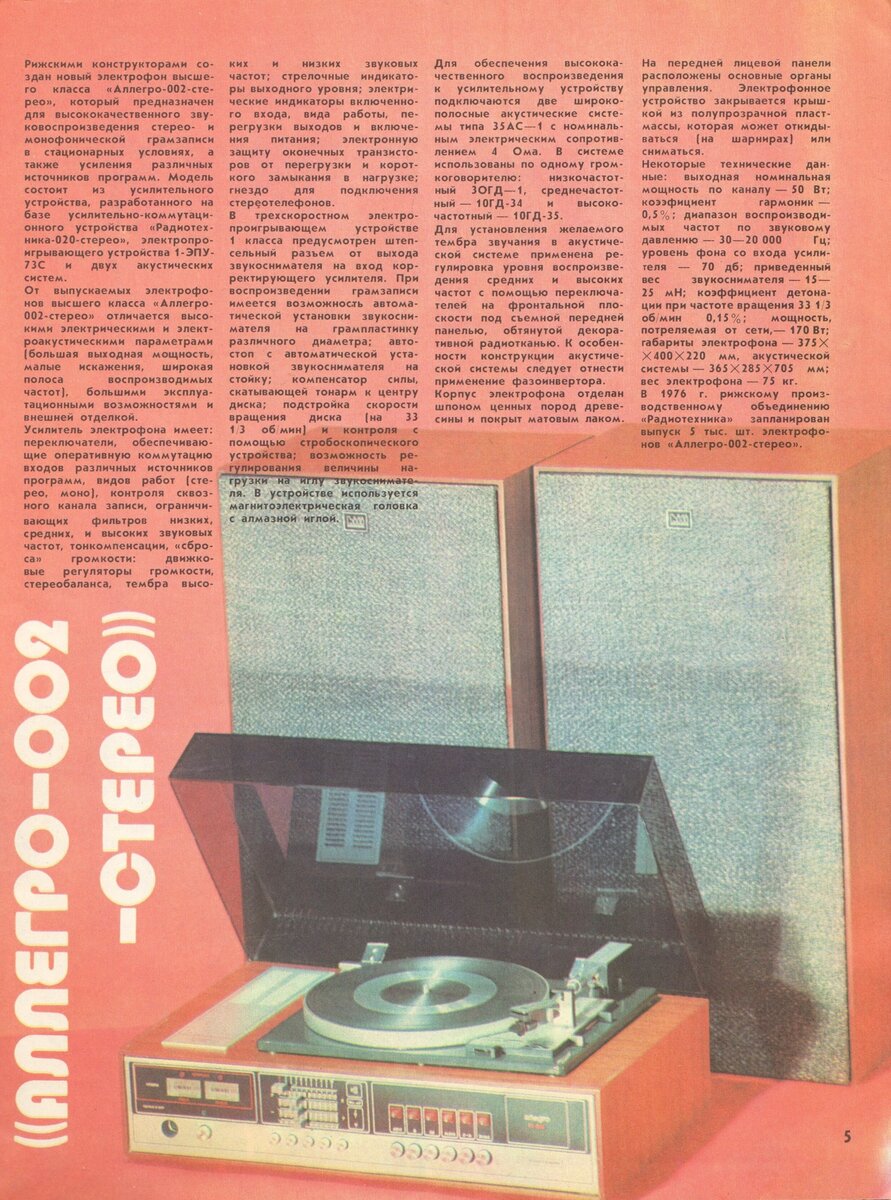 Рижскими конструкторами со-
здан новый электрофон высше-
го класса «Аллегро-002-сте-
рео», который предназначен
для высококачественного зву-
ковоспроизведения стерео- и
монофонической грамзаписи
в стационарных условиях, а
также усиления различных
источников программ. Модель
состоит из усилительного
устройства, разработанного на
базе усилительно-коммутаци-
онного устройства «Радиотех-
ника-020-стерео», электропро-
игрывающего устройства 1-ЭПУ-
73С и двух акустических
систем.
От выпускаемых электрофо-
нов высшего класса «Аллегро-
002-стерео» отличается высо-
кими электрическими и элект-
роакустическими параметрами
(большая выходная мощность,
малые искажения, широкая
полоса воспроизводимых
частот), большими эксплуа-
тационными возможностями и
внешней отделкой.
Усилитель электрофона имеет:
переключатели, обеспечиваю-
щие оперативную коммутацию
входов различных источников
программ, видов работ (сте-
рео, моно), контроля сквоз-
ного канала записи, ограничи-
вающих фильтров низких,
средних, и высоких звуковых
частот, тонкомпенсации, «сбро-
са» громкости: движко-
вые регуляторы громкости,
стереобаланса, тембра высо-
ких и низких звуковых
частот; стрелочные индикато-
ры выходного уровня; электри-
ческие индикаторы включенно-
го входа, вида работы, пе-
регрузки выходов и включе-
ния питания; электронную
защиту оконечных транзисто-
ров от перегрузки и корот-
кого замыкания в нагрузке;
гнездо для подключения
стереотелефонов.
В трехскоростном электро-
проигрывающем устройстве
1 класса предусмотрен штеп-
сельный разъем от выхода
звукоснимателя на вход кор-
ректирующего усилителя. При
воспроизведении грамзаписи
имеется возможность автома-
тической установки звукосни-
мателя на грампластинку
различного диаметра; авто-
стоп с автоматической уста-
новкой звукоснимателя на
стойку; компенсатор силы,
скатывающей тонарм к центру
диска; подстройка скорости
вращения диска (на 33
1/3 об/мин) и контроля с
помощью стробоскопического
устройства; возможность ре-
гулирования величины на-
грузки на иглу звукоснимате-
ля. В устройстве используется
магнитоэлектрическая головка
с алмазной иглой.
Для обеспечения высокока-
чественного воспроизведения
к усилительному устройству
подключаются две широко-
полосные акустические систе-
мы типа 35АС—1 с номиналь-
ным электрическим сопротив-
лением 4 Ома. В системе
использованы по одному гром-
коговорителю: низкочастот-
ный 3ОГД—1, среднечастот-
ный — 10ГД-34 и высоко-
частотный — 10ГД-35.
Для установления желаемого
тембра звучания в акустиче-
ской системе применена ре-
гулировка уровня воспроизве-
дения средних и высоких
частот с помощью переключа-
телей на фронтальной пло-
скости под съемной передней
панелью, обтянутой декора-
тивной радиотканью. К особен-
ности конструкции акустиче-
ской системы следует отнести
применение фазоинвертора.
Корпус электрофона отделан
шпоном ценных пород древе-
сины и покрыт матовым лаком.
На передней лицевой панели
расположены основные органы
управления. Электрофонное
устройство закрывается крыш-
кой из полупрозрачной пласт-
массы, которая может откиды-
ваться (на шарнирах) или
сниматься.
Некоторые технические дан-
ные: выходная номинальная
мощность по каналу — 50 Вт;
коэффициент гармоник —
0,5%; диапазон воспроизводи-
мых частот по звуковому
давлению — 30—20 000 Гц;
уровень фона со входа усили-
теля — 70 дб; приведенный
вес звукоснимателя — 15—
25 мН; коэффициент детона-
ции при частоте вращения 33 1/3
об/мин 0,15%; мощность,
потреляемая от сети,— 170 Вт;
габариты электрофона — 375×
×400×220 мм, акустической
системы — 365×285×705 мм;
вес электрофона — 75 кг.
В 1976 г. рижскому произ-
водственному объединению
«Радиотехника» запланирован
выпуск 5 тыс. шт. электрофо-
нов «Аллегро-002-стерео».
«АЛЛЕГРО—002
—СТЕРЕО»
allegro
5